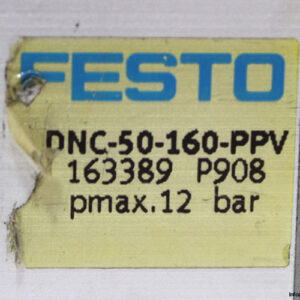 FESTO
DNC-50-160-PPV
163389 P908
pmax.12 bar